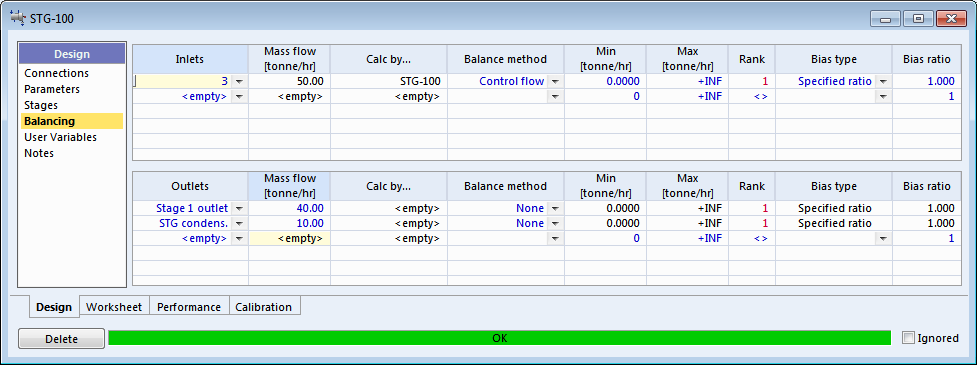 STG-100
Design
Connections
Parameters
Stages
Balancing
User Variables
Notes
Inlets Mass flow [tonne/hr] Calc by... Balance method Min [tonne/hr] Max [tonne/hr] Rank Bias type Bias ratio
3 50.00 STG-100 Control flow 0.0000 +INF 1 Specified ratio 1.000
<empty> <empty> <empty> 0 +INF <> 1
Outlets Mass flow [tonne/hr] Calc by... Balance method Min [tonne/hr] Max [tonne/hr] Rank Bias type Bias ratio
Stage 1 outlet 40.00 <empty> None 0.0000 +INF 1 Specified ratio 1.000
STG condens. 10.00 <empty> None 0.0000 +INF 1 Specified ratio 1.000
<empty> <empty> <empty> 0 +INF <> 1
Design Worksheet Performance Calibration
Delete OK Ignored